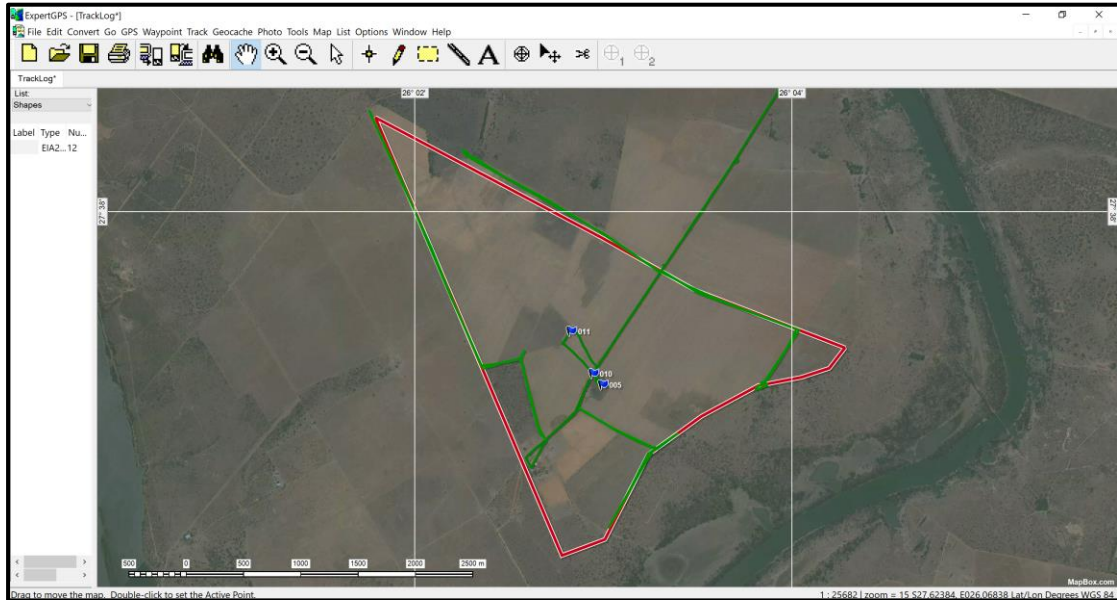 ExpertGPS - [TrackLog*]
File Edit Convert Go GPS Waypoint Track Geocache Photo Tools Map List Options Window Help
A 1 2
TrackLog*
List:
Shapes
Label Type Nu...
EIA2... 12
26° 02' 26° 04'
27° 38' 27° 38'
011
010
005
500 0 500 1000 1500 2000 2500 m
MapBox.com
Drag to move the map. Double-click to set the Active Point. 1 : 25682 | zoom = 15 S27.62384, E026.06838 Lat/Lon Degrees WGS 84